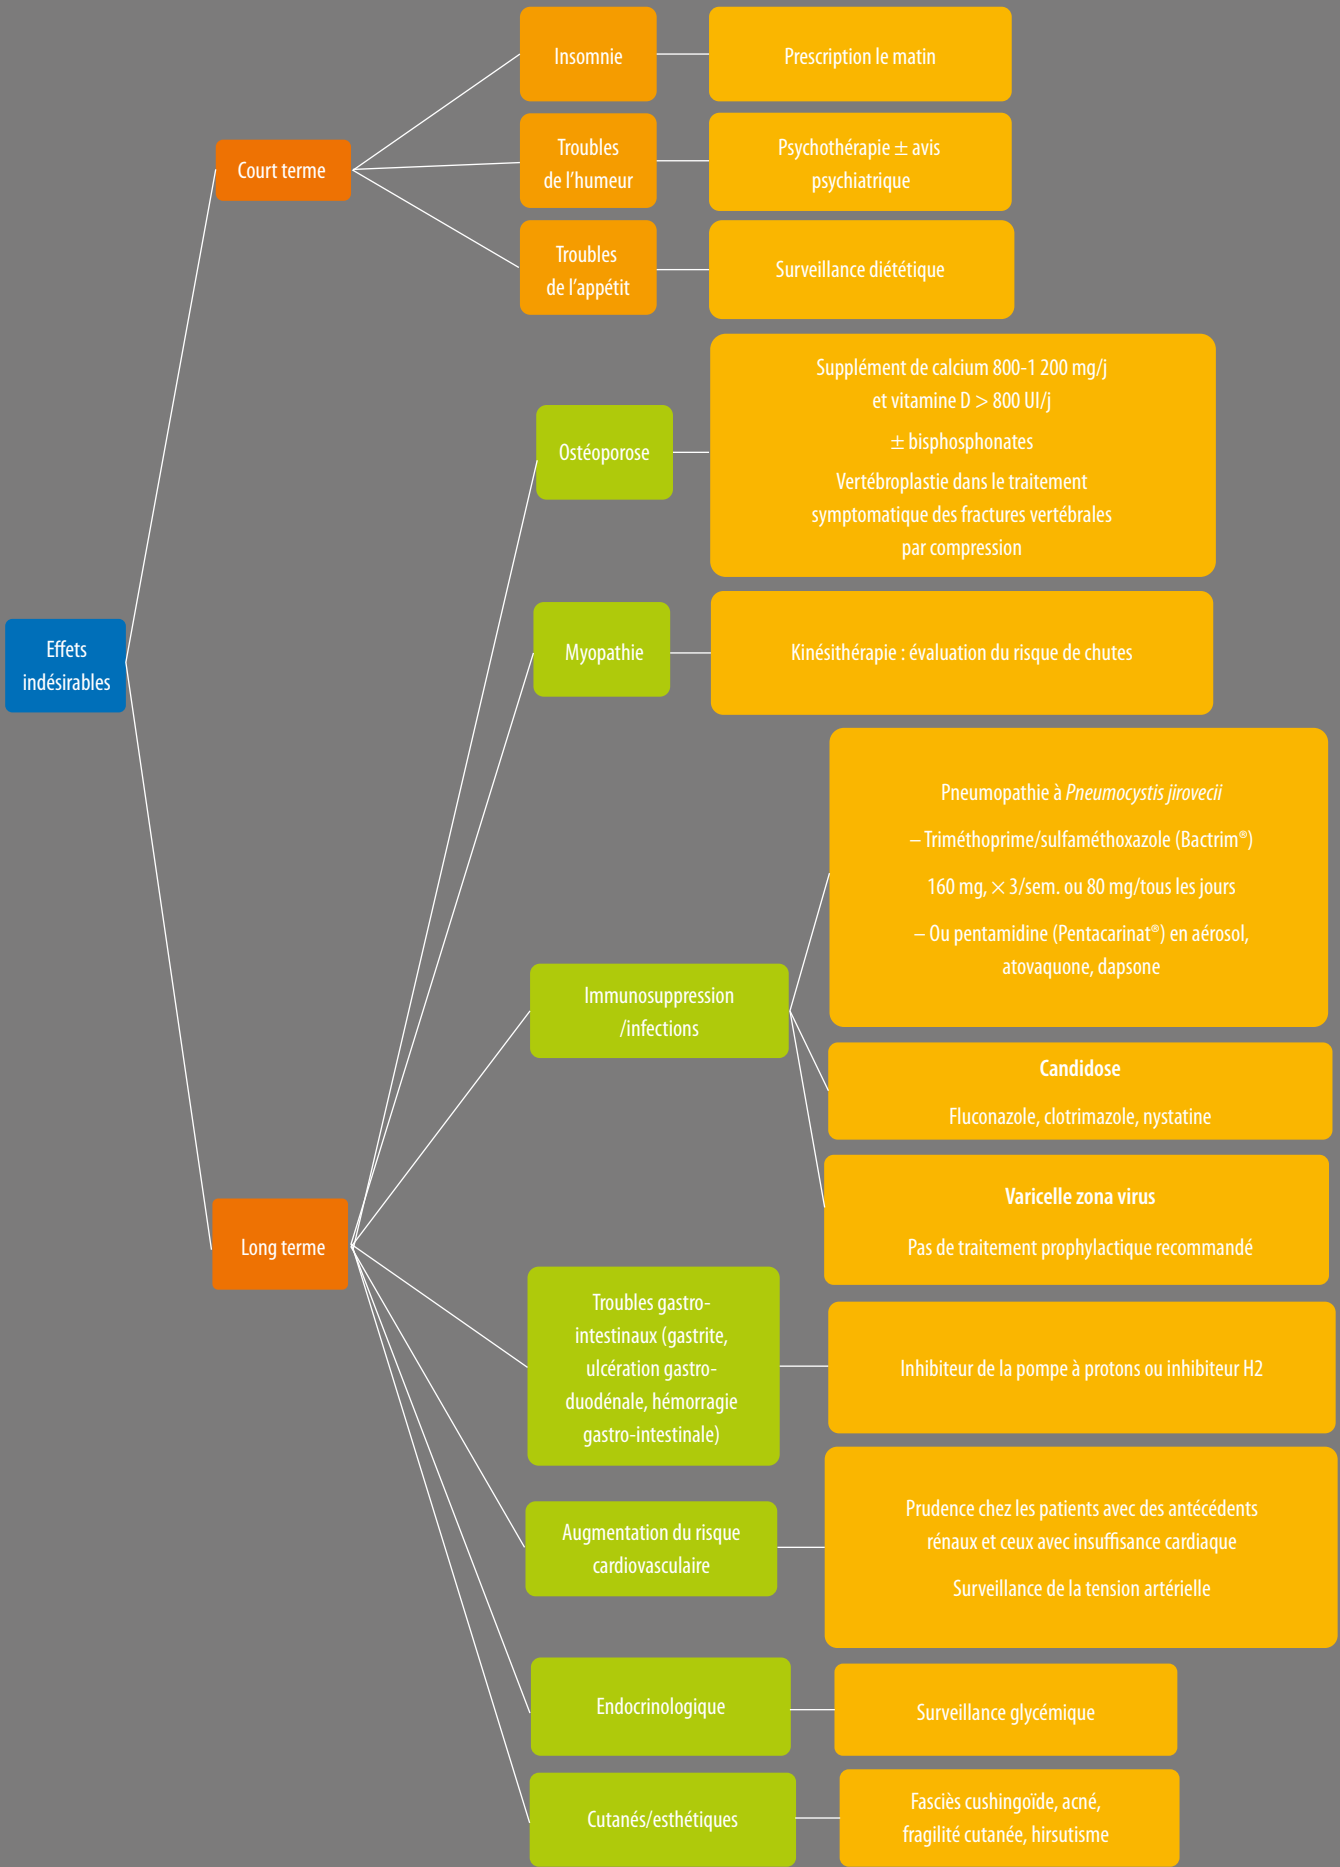 Effets
indésirables
Court terme
Insomnie
Prescription le matin
Troubles
de l’humeur
Psychothérapie ± avis
psychiatrique
Troubles
de l’appétit
Surveillance diététique
Long terme
Ostéoporose
Supplément de calcium 800-1 200 mg/j
et vitamine D > 800 UI/j
± bisphosphonates
Vertébroplastie dans le traitement
symptomatique des fractures vertébrales
par compression
Myopathie
Kinésithérapie : évaluation du risque de chutes
Immunosuppression
/infections
Pneumopathie à Pneumocystis jirovecii
– Triméthoprime/sulfaméthoxazole (Bactrim®)
160 mg, × 3/sem. ou 80 mg/tous les jours
– Ou pentamidine (Pentacarinat®) en aérosol,
atovaquone, dapsone
Candidose
Fluconazole, clotrimazole, nystatine
Varicelle zona virus
Pas de traitement prophylactique recommandé
Troubles gastro-
intestinaux (gastrite,
ulcération gastro-
duodénale, hémorragie
gastro-intestinale)
Inhibiteur de la pompe à protons ou inhibiteur H2
Augmentation du risque
cardiovasculaire
Prudence chez les patients avec des antécédents
rénaux et ceux avec insuffisance cardiaque
Surveillance de la tension artérielle
Endocrinologique
Surveillance glycémique
Cutanés/esthétiques
Fasciès cushingoïde, acné,
fragilité cutanée, hirsutisme